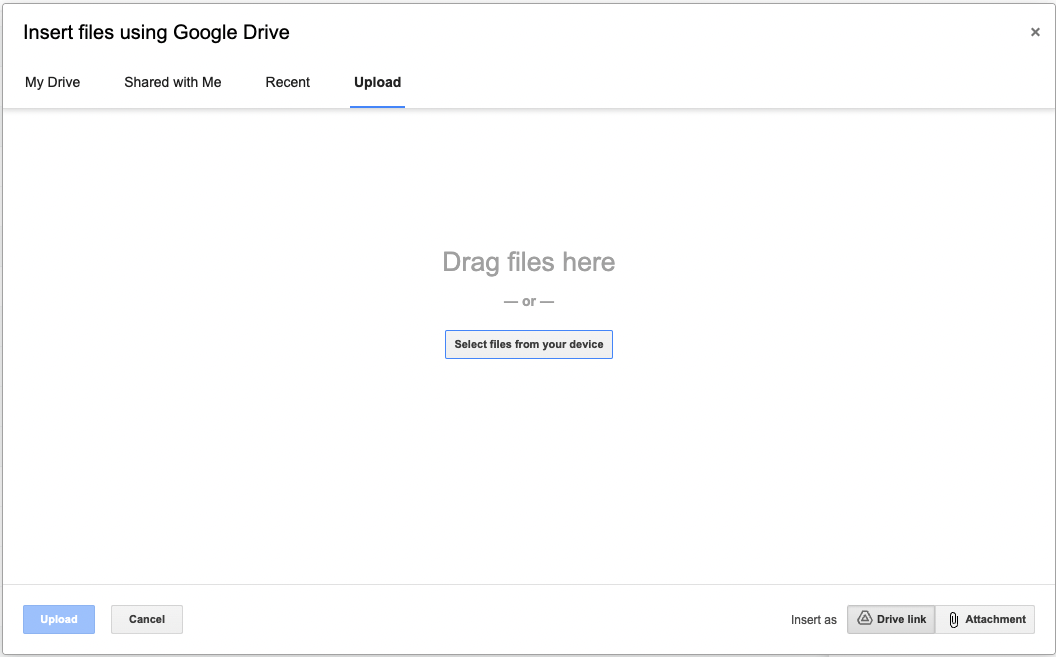 Insert files using Google Drive ×
My Drive Shared with Me Recent Upload
Drag files here
— or —
Select files from your device
Upload Cancel Insert as Drive link Attachment